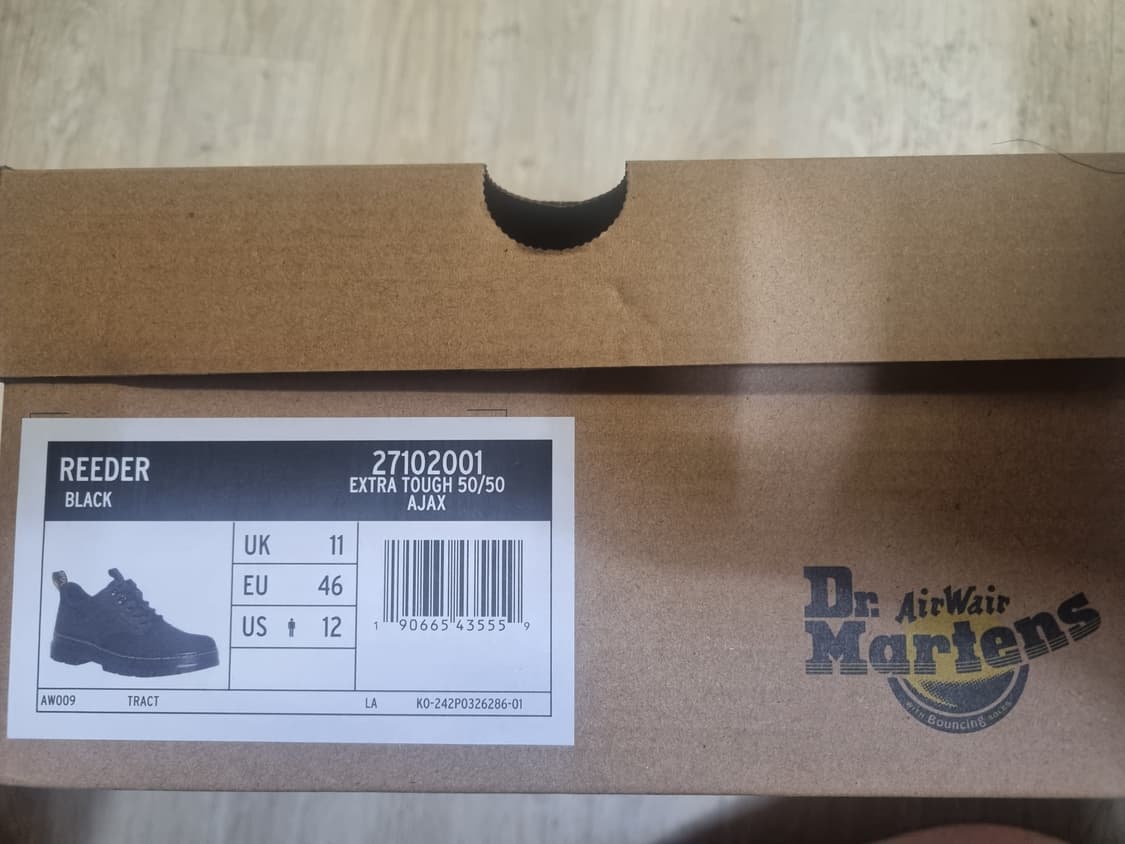 REEDER
BLACK
27102001
EXTRA TOUGH 50/50
AJAX
UK 11
EU 46
US 12
1 90665 43555 9
AW009 TRACT LA KO-242P0326286-01
Dr. AirWair
Martens
WITH Bouncing SOLES